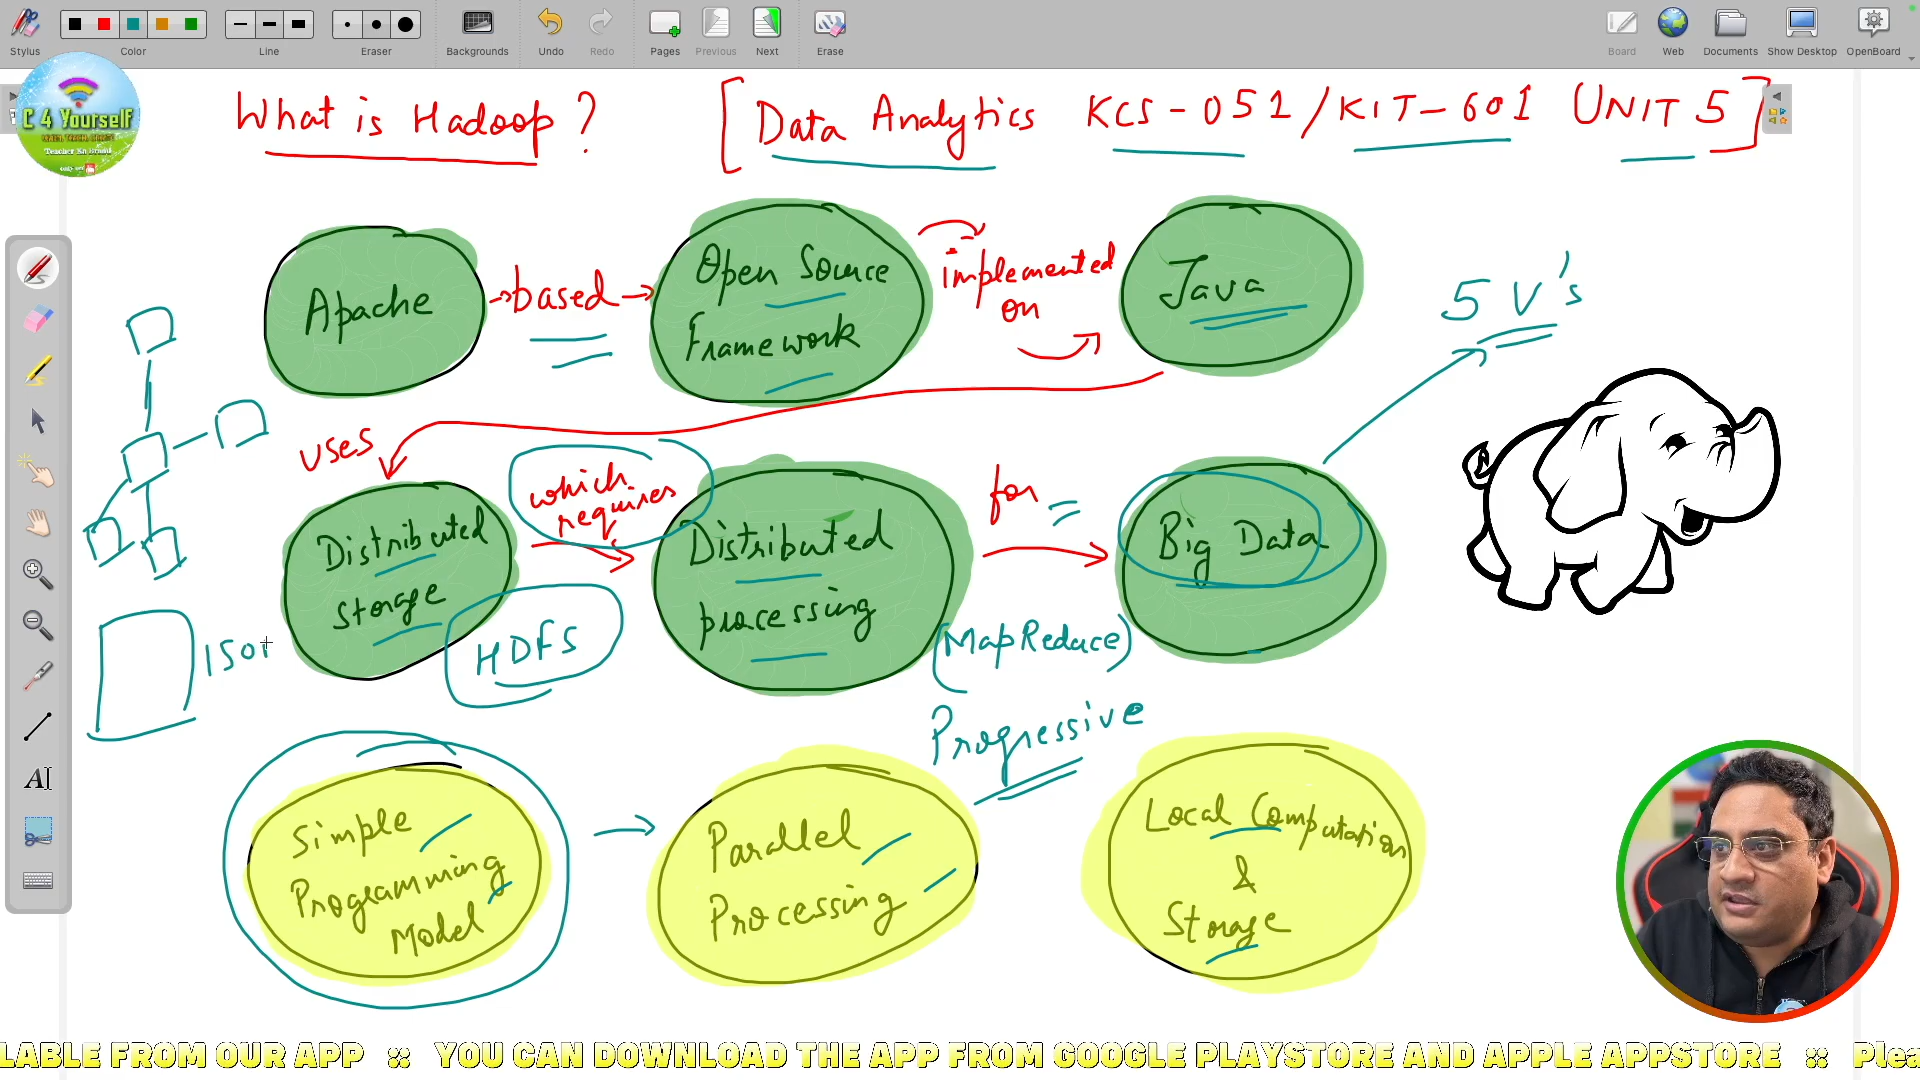 Stylus
Color
Line
Eraser
Backgrounds
Undo
Redo
Pages
Previous
Next
Erase
Board
Web
Documents
Show Desktop
OpenBoard
C 4 Yourself
What is Hadoop ?
[Data Analytics KCS-051/KIT-601 UNIT 5]
Apache
based
Open Source
Framework
implemented
on
Java
5 V's
uses
Distributed
storage
which
requires
Distributed
processing
for
Big Data
HDFS
(MapReduce)
Progressive
Simple
Programming
Model
Parallel
Processing
Local Computation
&
Storage
AI
LABLE FROM OUR APP :: YOU CAN DOWNLOAD THE APP FROM GOOGLE PLAYSTORE AND APPLE APPSTORE :: Plea